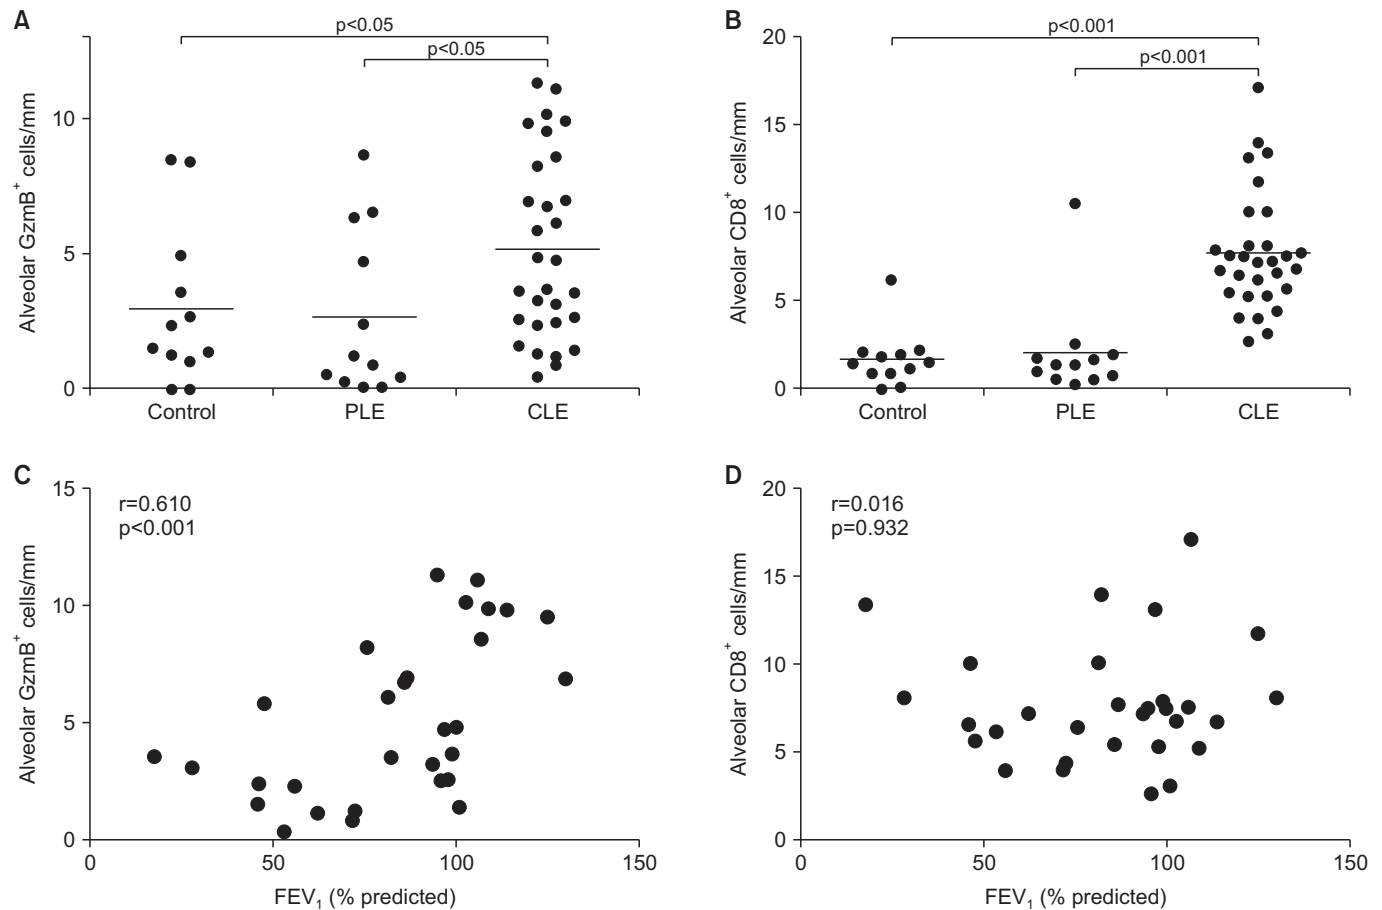 A
p<0.05
p<0.05
Alveolar GzmB+ cells/mm
10
5
0
Control PLE CLE
B
p<0.001
p<0.001
Alveolar CD8+ cells/mm
20
15
10
5
0
Control PLE CLE
C
r=0.610
p<0.001
Alveolar GzmB+ cells/mm
15
10
5
0
0 50 100 150
FEV1 (% predicted)
D
r=0.016
p=0.932
Alveolar CD8+ cells/mm
20
15
10
5
0
0 50 100 150
FEV1 (% predicted)